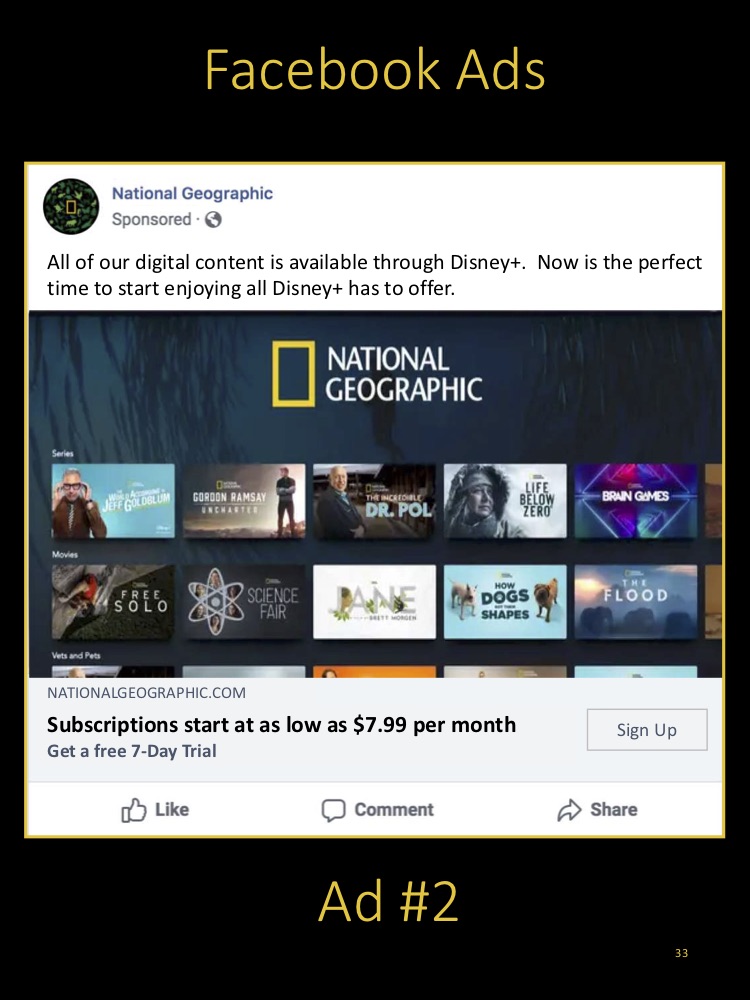 Facebook Ads
National Geographic
Sponsored ·
All of our digital content is available through Disney+.  Now is the perfect
time to start enjoying all Disney+ has to offer.
NATIONAL
GEOGRAPHIC
Series
THE WORLD ACCORDING TO
JEFF GOLDBLUM
GORDON RAMSAY
UNCHARTED
THE INCREDIBLE
DR. POL
LIFE
BELOW
ZERO
BRAIN GAMES
Movies
FREE
SOLO
SCIENCE
FAIR
JANE
BRETT MORGEN
HOW
DOGS
GOT THEIR
SHAPES
THE
FLOOD
Vets and Pets
NATIONALGEOGRAPHIC.COM
Subscriptions start at as low as $7.99 per month
Get a free 7-Day Trial
Sign Up
Like
Comment
Share
Ad #2
33